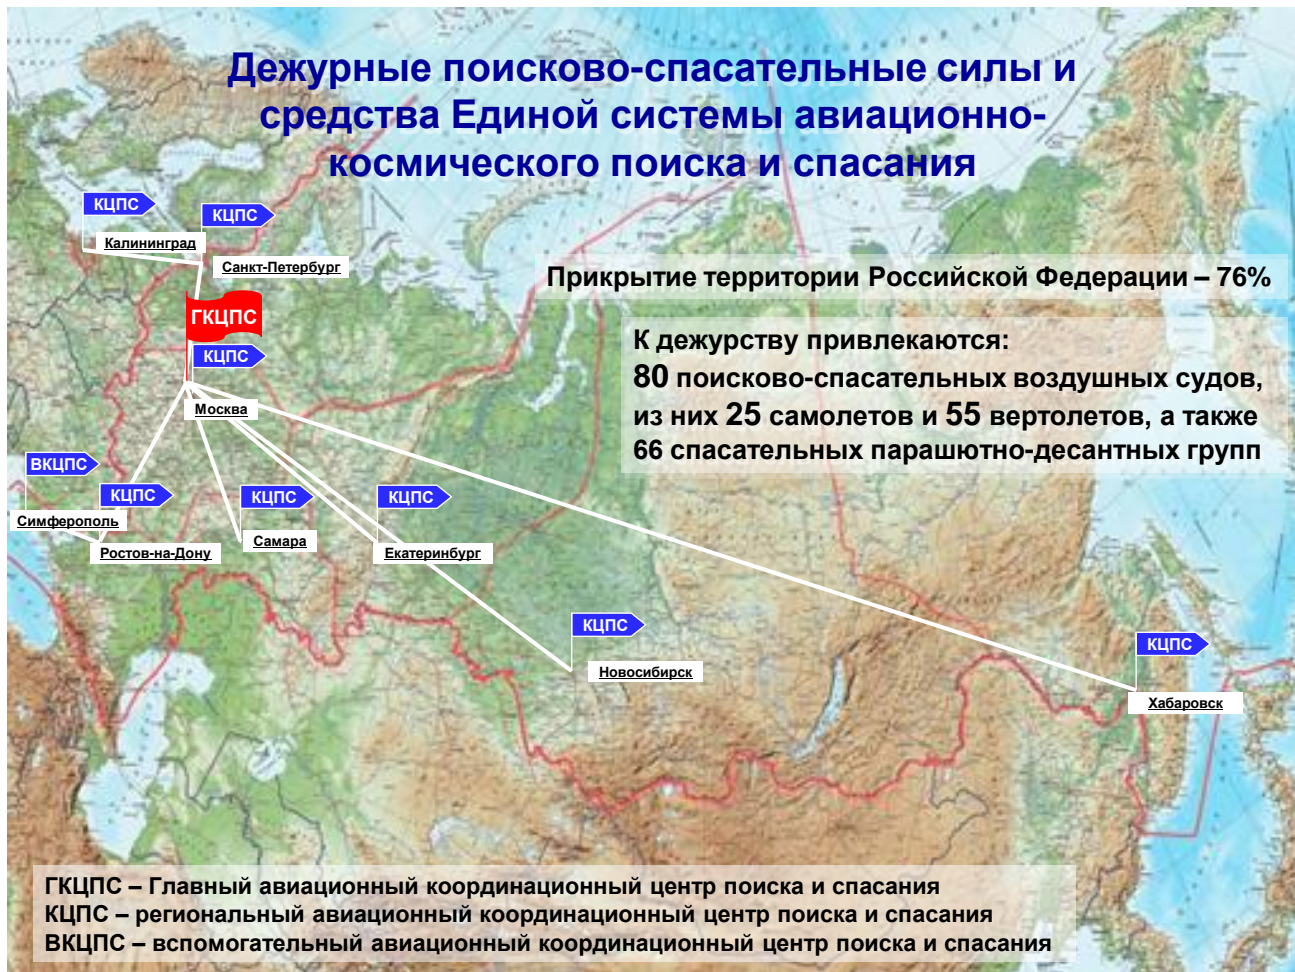 Дежурные поисково-спасательные силы и
средства Единой системы авиационно-
космического поиска и спасания
КЦПС
КЦПС
Калининград
Санкт-Петербург
Прикрытие территории Российской Федерации – 76%
ГКЦПС
КЦПС
Москва
К дежурству привлекаются:
80 поисково-спасательных воздушных судов,
из них 25 самолетов и 55 вертолетов, а также
66 спасательных парашютно-десантных групп
ВКЦПС
КЦПС
КЦПС
КЦПС
Симферополь
Ростов-на-Дону
Самара
Екатеринбург
КЦПС
Новосибирск
КЦПС
Хабаровск
ГКЦПС – Главный авиационный координационный центр поиска и спасания
КЦПС – региональный авиационный координационный центр поиска и спасания
ВКЦПС – вспомогательный авиационный координационный центр поиска и спасания